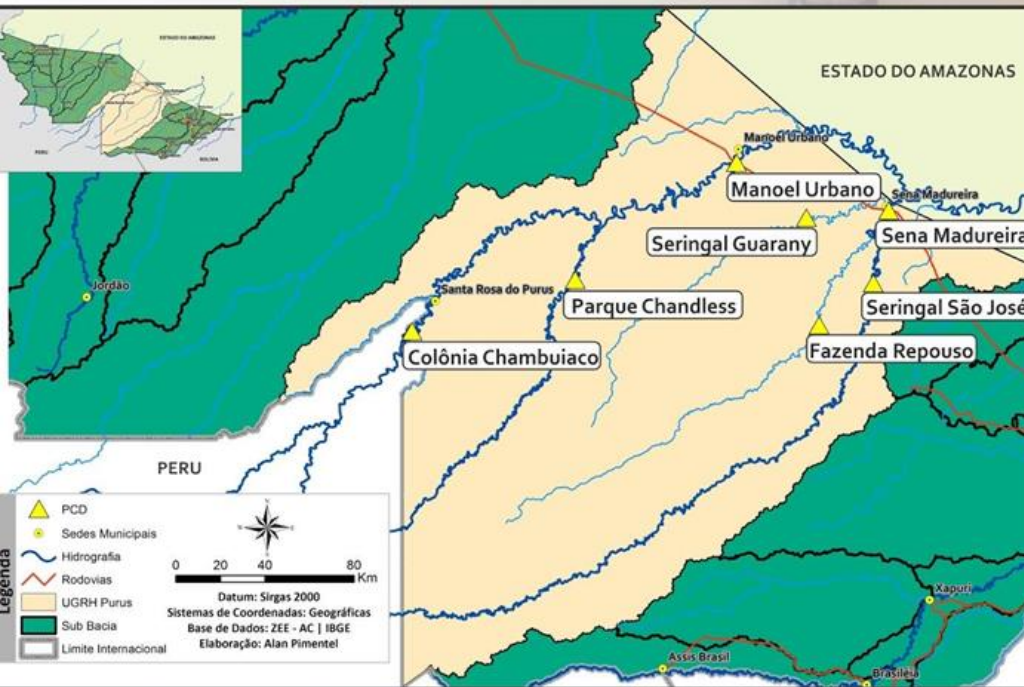 ESTADO DO AMAZONAS
PERU
BOLÍVIA
ESTADO DO AMAZONAS
Manoel Urbano
Manoel Urbano
Sena Madureira
Sena Madureira
Seringal Guarany
Jordão
Santa Rosa do Purus
Parque Chandless
Seringal São José
Colônia Chambuiaco
Fazenda Repouso
PERU
Legenda
PCD
Sedes Municipais
Hidrografia
Rodovias
UGRH Purus
Sub Bacia
Limite Internacional
0 20 40 80
Km
Datum: Sirgas 2000
Sistemas de Coordenadas: Geográficas
Base de Dados: ZEE - AC | IBGE
Elaboração: Alan Pimentel
Xapuri
Assis Brasil
Brasiléia